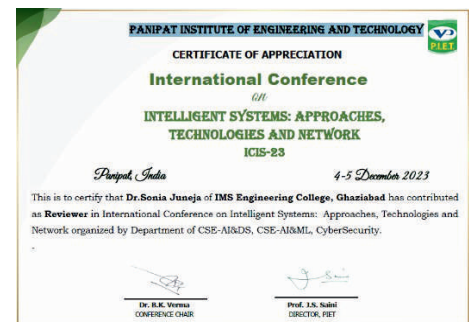 PANIPAT INSTITUTE OF ENGINEERING AND TECHNOLOGY
PIET
CERTIFICATE OF APPRECIATION
International Conference
on
INTELLIGENT SYSTEMS: APPROACHES,
TECHNOLOGIES AND NETWORK
ICIS-23
Panipat, India 4-5 December 2023
This is to certify that Dr.Sonia Juneja of IMS Engineering College, Ghaziabad has contributed
as Reviewer in International Conference on Intelligent Systems: Approaches, Technologies and
Network organized by Department of CSE-AI&DS, CSE-AI&ML, CyberSecurity.
Dr. B.K. Verma Prof. J.S. Saini
CONFERENCE CHAIR DIRECTOR, PIET